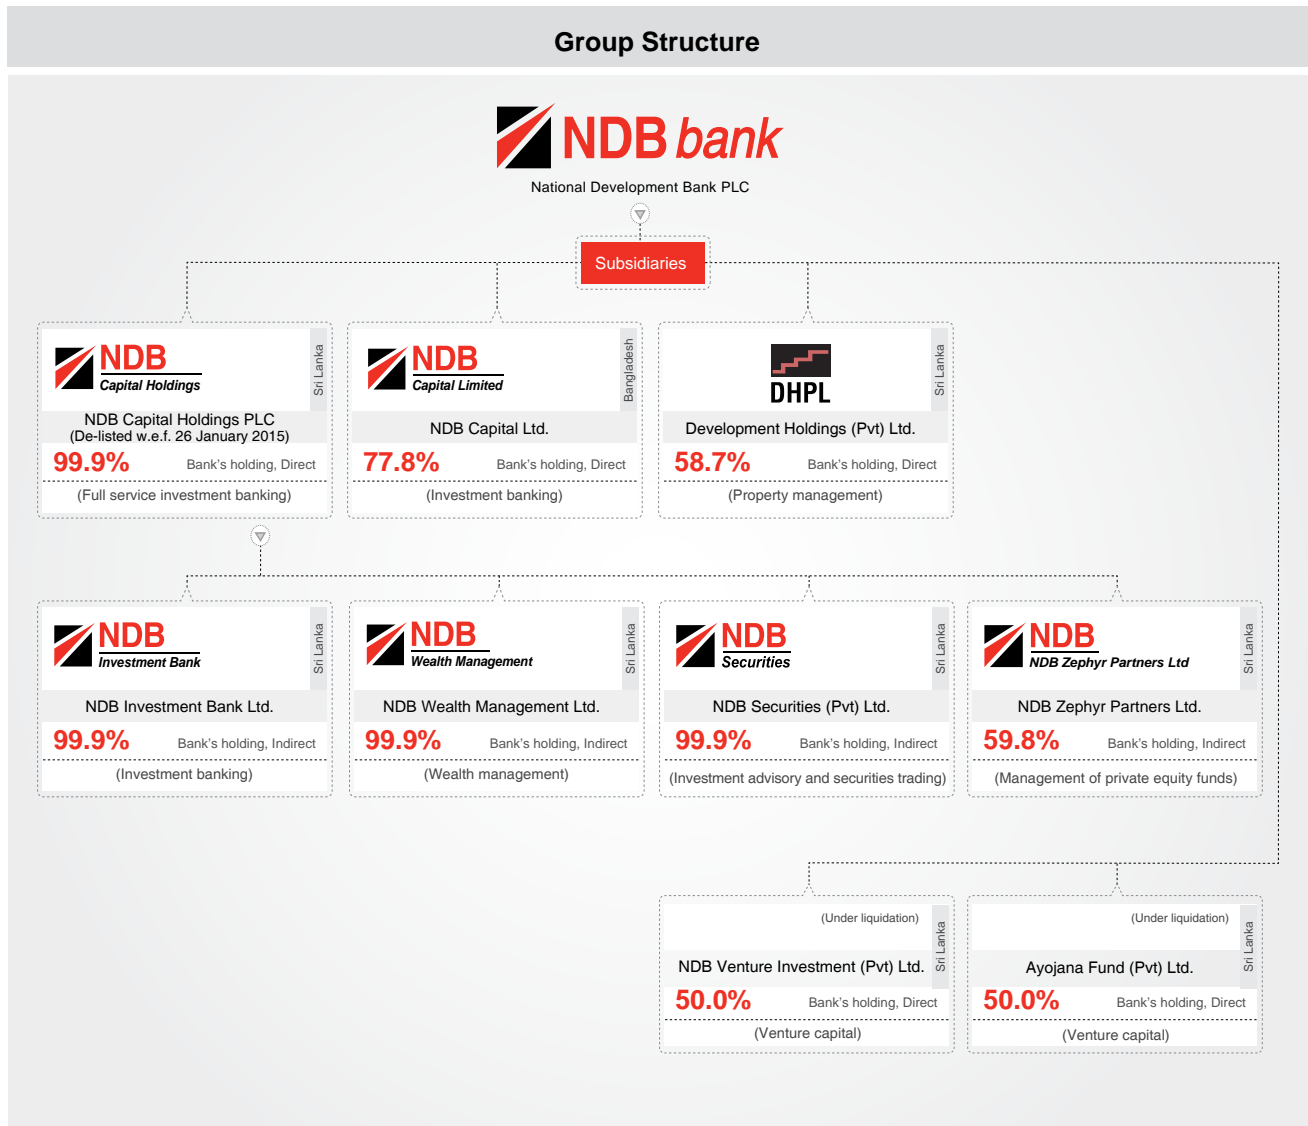 Group Structure
NDB bank
National Development Bank PLC
Subsidiaries
NDB
Capital Holdings
Sri Lanka
NDB Capital Holdings PLC
(De-listed w.e.f. 26 January 2015)
99.9% Bank's holding, Direct
(Full service investment banking)
NDB
Capital Limited
Bangladesh
NDB Capital Ltd.
77.8% Bank's holding, Direct
(Investment banking)
DHPL
Sri Lanka
Development Holdings (Pvt) Ltd.
58.7% Bank's holding, Direct
(Property management)
NDB
Investment Bank
Sri Lanka
NDB Investment Bank Ltd.
99.9% Bank's holding, Indirect
(Investment banking)
NDB
Wealth Management
Sri Lanka
NDB Wealth Management Ltd.
99.9% Bank's holding, Indirect
(Wealth management)
NDB
Securities
Sri Lanka
NDB Securities (Pvt) Ltd.
99.9% Bank's holding, Indirect
(Investment advisory and securities trading)
NDB
NDB Zephyr Partners Ltd
Sri Lanka
NDB Zephyr Partners Ltd.
59.8% Bank's holding, Indirect
(Management of private equity funds)
(Under liquidation)
Sri Lanka
NDB Venture Investment (Pvt) Ltd.
50.0% Bank's holding, Direct
(Venture capital)
(Under liquidation)
Sri Lanka
Ayojana Fund (Pvt) Ltd.
50.0% Bank's holding, Direct
(Venture capital)